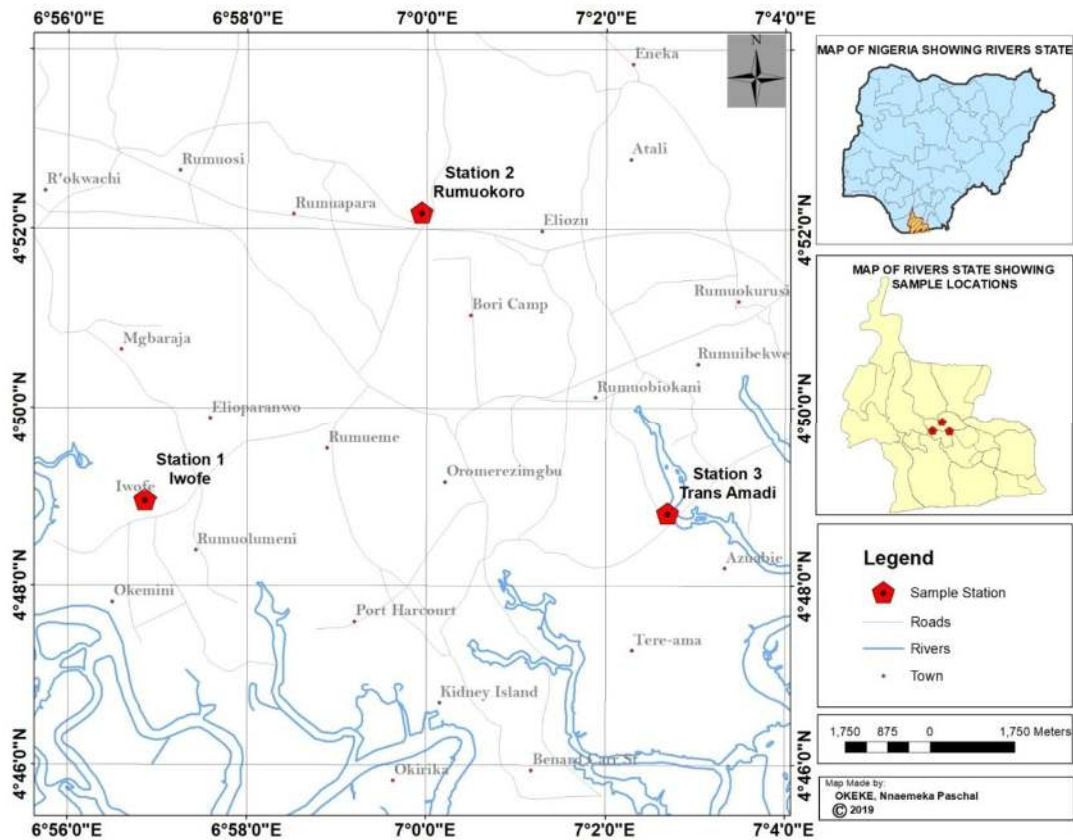 6°56'0"E 6°58'0"E 7°0'0"E 7°2'0"E 7°4'0"E
N
Eneka
Atali
Rumuosi
R'okwachi
Station 2
Rumuokoro
Rumuapara
Eliozu
4°52'0"N 4°52'0"N
Rumuokurusi
Bori Camp
Mgbaraja
Rumuibekwe
Rumuobiokani
4°50'0"N 4°50'0"N
Elioparanwo
Rumueme
Station 1
Iwofe
Iwofe
Oromerezimgbu
Station 3
Trans Amadi
Rumuolumeni
Azuabie
4°48'0"N 4°48'0"N
Okemini
Port Harcourt
Tere-ama
Kidney Island
4°46'0"N 4°46'0"N
Benard Carr St
Okirika
6°56'0"E 6°58'0"E 7°0'0"E 7°2'0"E 7°4'0"E
MAP OF NIGERIA SHOWING RIVERS STATE
MAP OF RIVERS STATE SHOWING
SAMPLE LOCATIONS
Legend
Sample Station
Roads
Rivers
Town
1,750 875 0 1,750 Meters
Map Made by:
OKEKE, Nnaemeka Paschal
© 2019